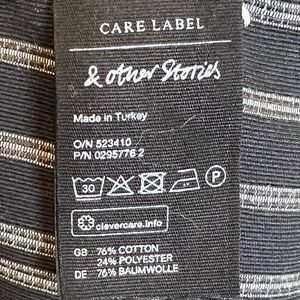 CARE LABEL
& other Stories
Made in Turkey
O/N 523410
P/N 0295776 2
30 P
clevercare.info
GB 76% COTTON
24% POLYESTER
DE 76% BAUMWOLLE